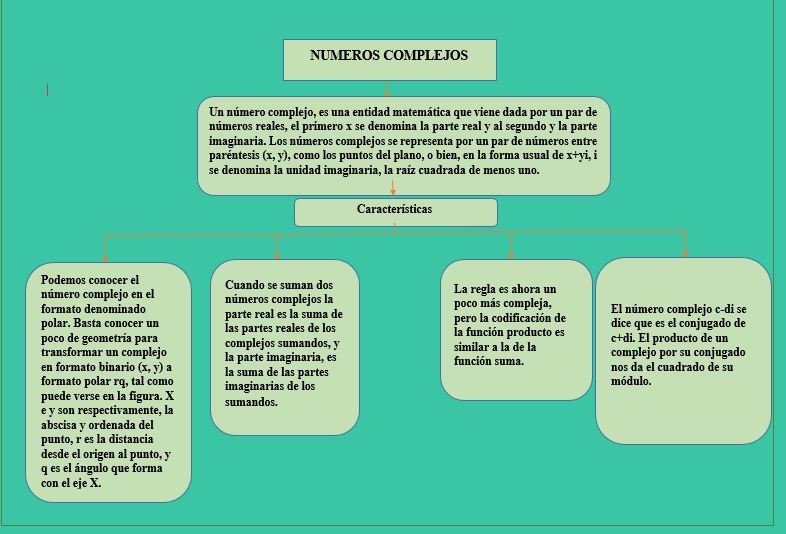 NUMEROS COMPLEJOS
Un número complejo, es una entidad matemática que viene dada por un par de
números reales, el primero x se denomina la parte real y al segundo y la parte
imaginaria. Los números complejos se representa por un par de números entre
paréntesis (x, y), como los puntos del plano, o bien, en la forma usual de x+yi, i
se denomina la unidad imaginaria, la raíz cuadrada de menos uno.
Características
Podemos conocer el
número complejo en el
formato denominado
polar. Basta conocer un
poco de geometría para
transformar un complejo
en formato binario (x, y) a
formato polar rq, tal como
puede verse en la figura. X
e y son respectivamente, la
abscisa y ordenada del
punto, r es la distancia
desde el origen al punto, y
q es el ángulo que forma
con el eje X.
Cuando se suman dos
números complejos la
parte real es la suma de
las partes reales de los
complejos sumandos, y
la parte imaginaria, es
la suma de las partes
imaginarias de los
sumandos.
La regla es ahora un
poco más compleja,
pero la codificación de
la función producto es
similar a la de la
función suma.
El número complejo c-di se
dice que es el conjugado de
c+di. El producto de un
complejo por su conjugado
nos da el cuadrado de su
módulo.